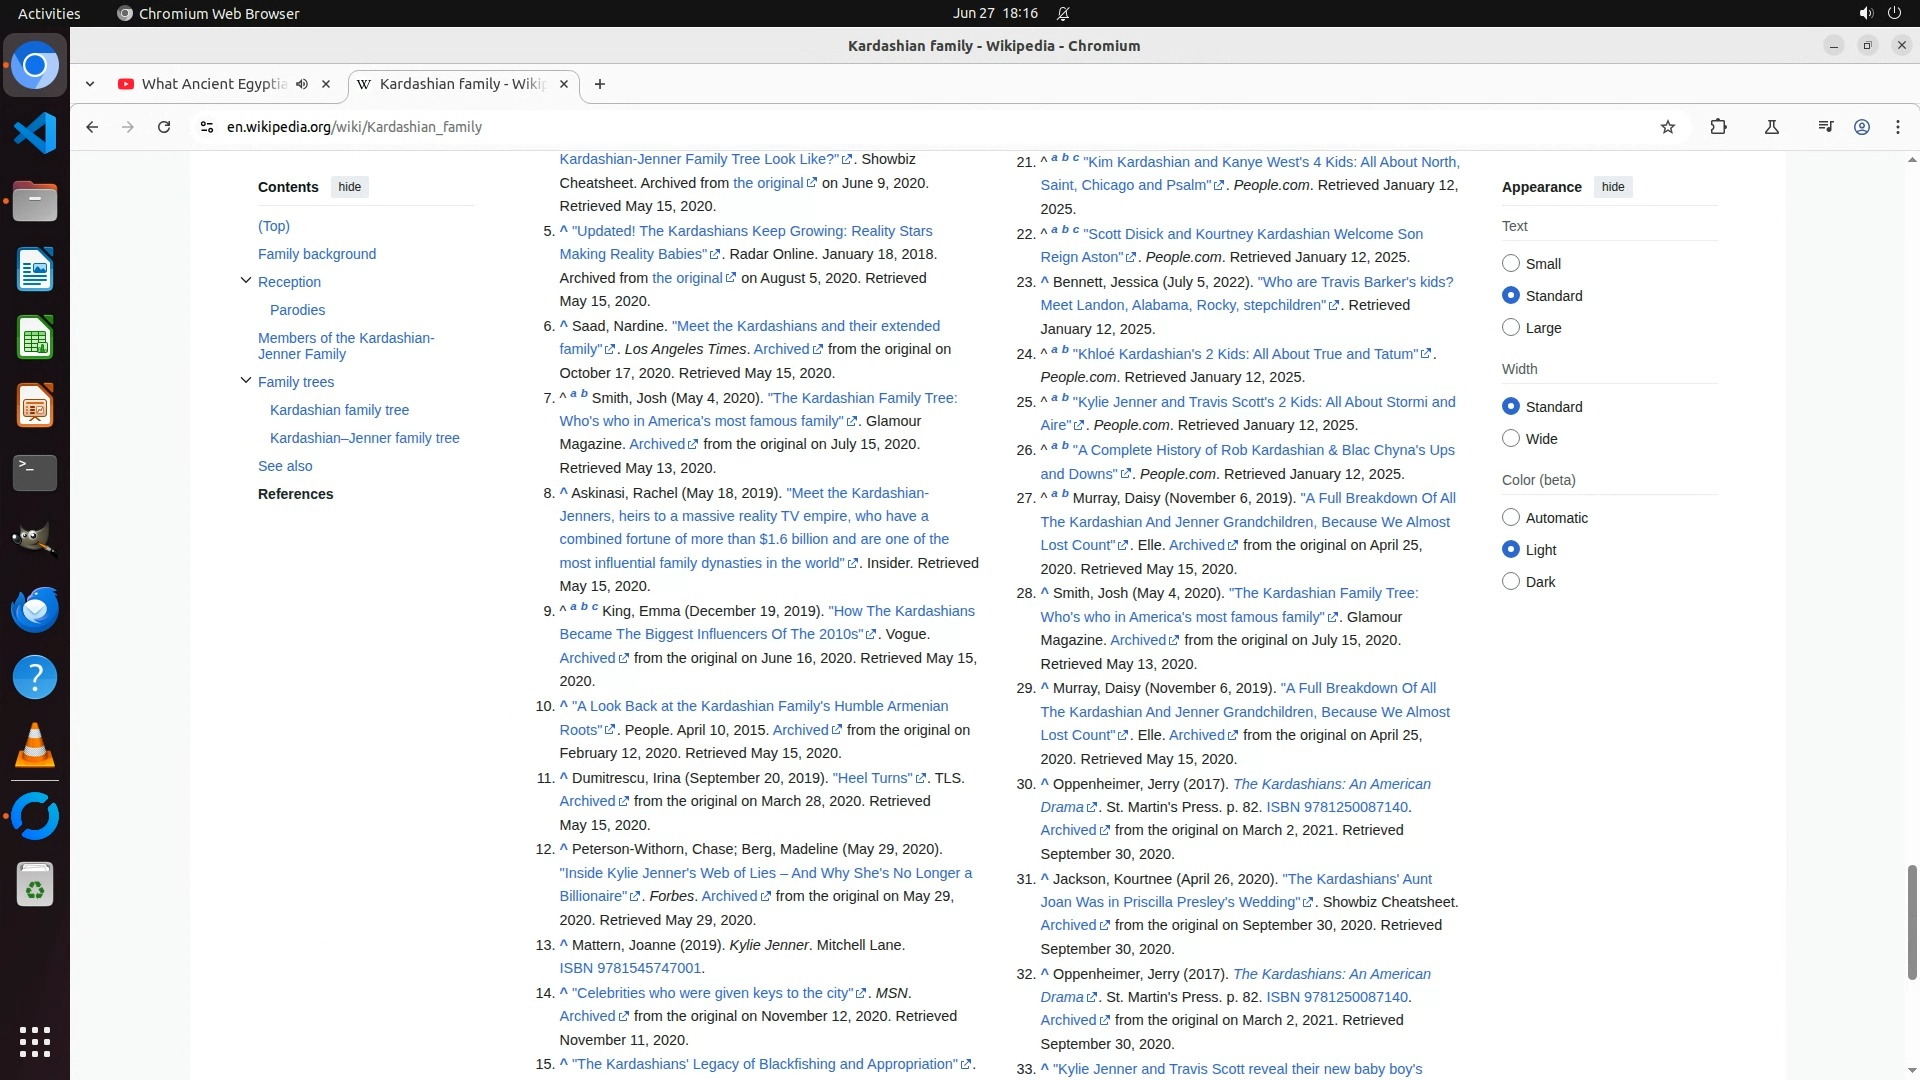 Activities
Chromium Web Browser
Jun 27 18:16
Kardashian family - Wikipedia - Chromium
What Ancient Egyptia
Kardashian family - Wikip
en.wikipedia.org/wiki/Kardashian_family
Contents hide
(Top)
Family background
Reception
Parodies
Members of the Kardashian-
Jenner Family
Family trees
Kardashian family tree
Kardashian–Jenner family tree
See also
References
Kardashian-Jenner Family Tree Look Like?". Showbiz
Cheatsheet. Archived from the original on June 9, 2020.
Retrieved May 15, 2020.
5. ^ "Updated! The Kardashians Keep Growing: Reality Stars
Making Reality Babies". Radar Online. January 18, 2018.
Archived from the original on August 5, 2020. Retrieved
May 15, 2020.
6. ^ Saad, Nardine. "Meet the Kardashians and their extended
family". Los Angeles Times. Archived from the original on
October 17, 2020. Retrieved May 15, 2020.
7. ^ a b Smith, Josh (May 4, 2020). "The Kardashian Family Tree:
Who's who in America's most famous family". Glamour
Magazine. Archived from the original on July 15, 2020.
Retrieved May 13, 2020.
8. ^ Askinasi, Rachel (May 18, 2019). "Meet the Kardashian-
Jenners, heirs to a massive reality TV empire, who have a
combined fortune of more than $1.6 billion and are one of the
most influential family dynasties in the world". Insider. Retrieved
May 15, 2020.
9. ^ a b c King, Emma (December 19, 2019). "How The Kardashians
Became The Biggest Influencers Of The 2010s". Vogue.
Archived from the original on June 16, 2020. Retrieved May 15,
2020.
10. ^ "A Look Back at the Kardashian Family's Humble Armenian
Roots". People. April 10, 2015. Archived from the original on
February 12, 2020. Retrieved May 15, 2020.
11. ^ Dumitrescu, Irina (September 20, 2019). "Heel Turns". TLS.
Archived from the original on March 28, 2020. Retrieved
May 15, 2020.
12. ^ Peterson-Withorn, Chase; Berg, Madeline (May 29, 2020).
"Inside Kylie Jenner's Web of Lies – And Why She's No Longer a
Billionaire". Forbes. Archived from the original on May 29,
2020. Retrieved May 29, 2020.
13. ^ Mattern, Joanne (2019). Kylie Jenner. Mitchell Lane.
ISBN 9781545747001.
14. ^ "Celebrities who were given keys to the city". MSN.
Archived from the original on November 12, 2020. Retrieved
November 11, 2020.
15. ^ "The Kardashians' Legacy of Blackfishing and Appropriation".
21. ^ a b c "Kim Kardashian and Kanye West's 4 Kids: All About North,
Saint, Chicago and Psalm". People.com. Retrieved January 12,
2025.
22. ^ a b c "Scott Disick and Kourtney Kardashian Welcome Son
Reign Aston". People.com. Retrieved January 12, 2025.
23. ^ Bennett, Jessica (July 5, 2022). "Who are Travis Barker's kids?
Meet Landon, Alabama, Rocky, stepchildren". Retrieved
January 12, 2025.
24. ^ a b "Khloé Kardashian's 2 Kids: All About True and Tatum".
People.com. Retrieved January 12, 2025.
25. ^ a b "Kylie Jenner and Travis Scott's 2 Kids: All About Stormi and
Aire". People.com. Retrieved January 12, 2025.
26. ^ a b "A Complete History of Rob Kardashian & Blac Chyna's Ups
and Downs". People.com. Retrieved January 12, 2025.
27. ^ a b Murray, Daisy (November 6, 2019). "A Full Breakdown Of All
The Kardashian And Jenner Grandchildren, Because We Almost
Lost Count". Elle. Archived from the original on April 25,
2020. Retrieved May 15, 2020.
28. ^ Smith, Josh (May 4, 2020). "The Kardashian Family Tree:
Who's who in America's most famous family". Glamour
Magazine. Archived from the original on July 15, 2020.
Retrieved May 13, 2020.
29. ^ Murray, Daisy (November 6, 2019). "A Full Breakdown Of All
The Kardashian And Jenner Grandchildren, Because We Almost
Lost Count". Elle. Archived from the original on April 25,
2020. Retrieved May 15, 2020.
30. ^ Oppenheimer, Jerry (2017). The Kardashians: An American
Drama. St. Martin's Press. p. 82. ISBN 9781250087140.
Archived from the original on March 2, 2021. Retrieved
September 30, 2020.
31. ^ Jackson, Kourtnee (April 26, 2020). "The Kardashians' Aunt
Joan Was in Priscilla Presley's Wedding". Showbiz Cheatsheet.
Archived from the original on September 30, 2020. Retrieved
September 30, 2020.
32. ^ Oppenheimer, Jerry (2017). The Kardashians: An American
Drama. St. Martin's Press. p. 82. ISBN 9781250087140.
Archived from the original on March 2, 2021. Retrieved
September 30, 2020.
33. ^ "Kylie Jenner and Travis Scott reveal their new baby boy's
Appearance hide
Text
Small
Standard
Large
Width
Standard
Wide
Color (beta)
Automatic
Light
Dark